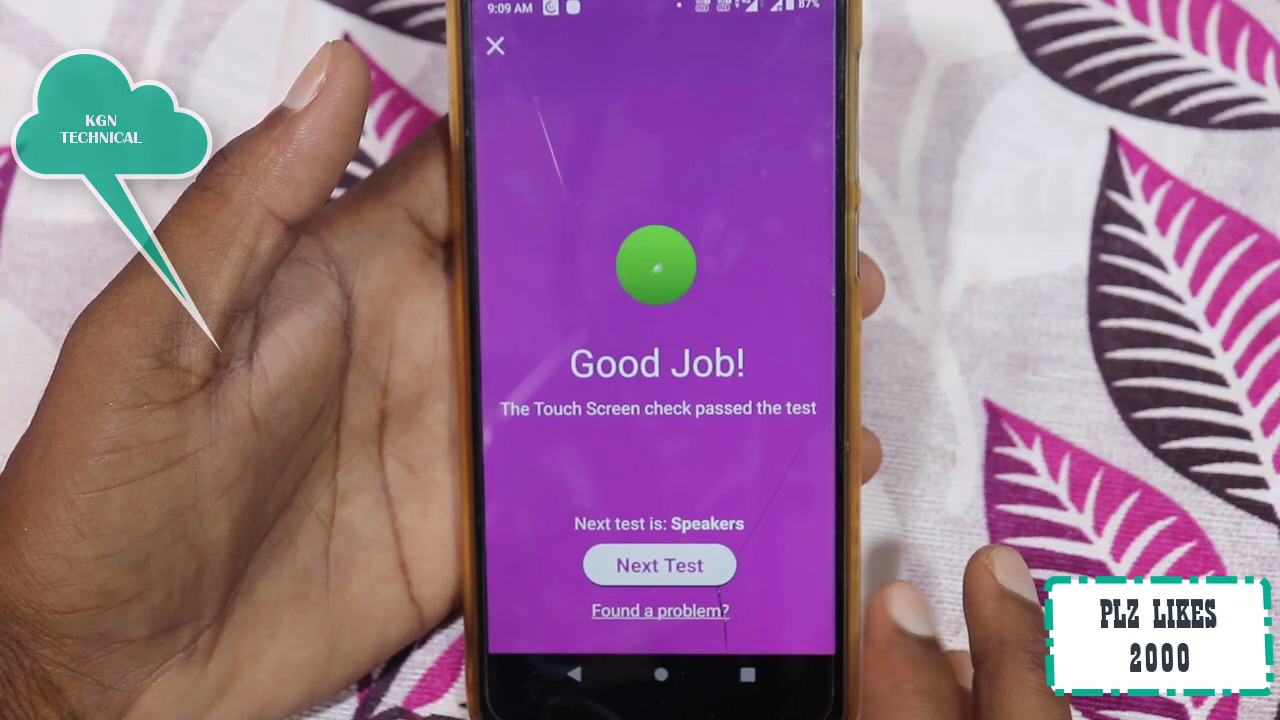 9:09 AM
87%
KGN
TECHNICAL
Good Job!
The Touch Screen check passed the test
Next test is: Speakers
Next Test
Found a problem?
PLZ LIKES
2000